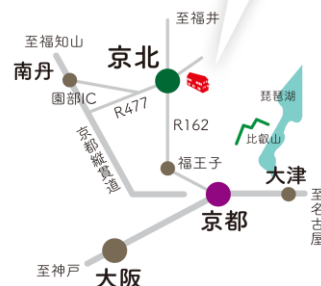 至福井
至福知山
京北
南丹
園部IC
R477
琵琶湖
京都縦貫道
R162
比叡山
福王子
大津
京都
至名古屋
至神戸
大阪